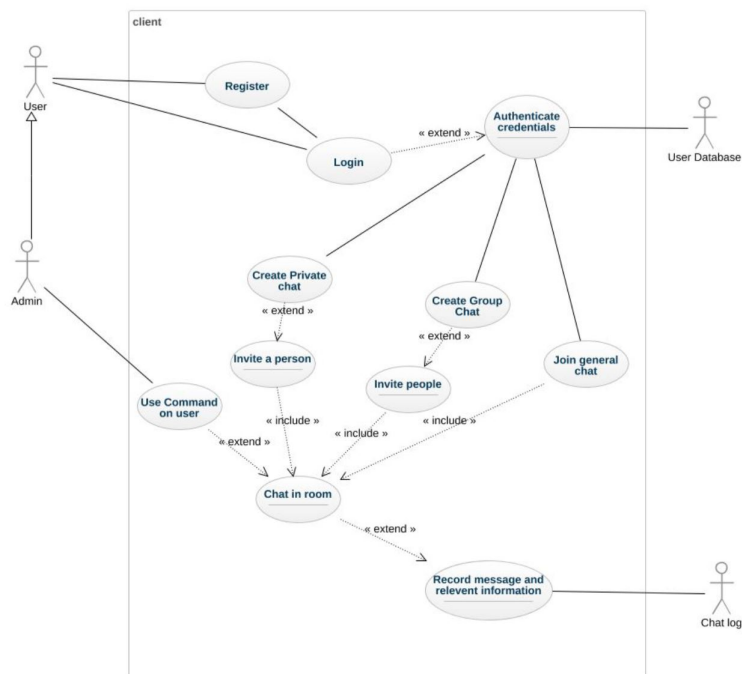 client
User
Register
Authenticate
credentials
« extend »
Login
User Database
Admin
Create Private
chat
« extend »
Create Group
Chat
« extend »
Invite a person
Join general
chat
Invite people
Use Command
on user
« include »
« include »
« include »
« extend »
Chat in room
« extend »
Record message and
relevent information
Chat log